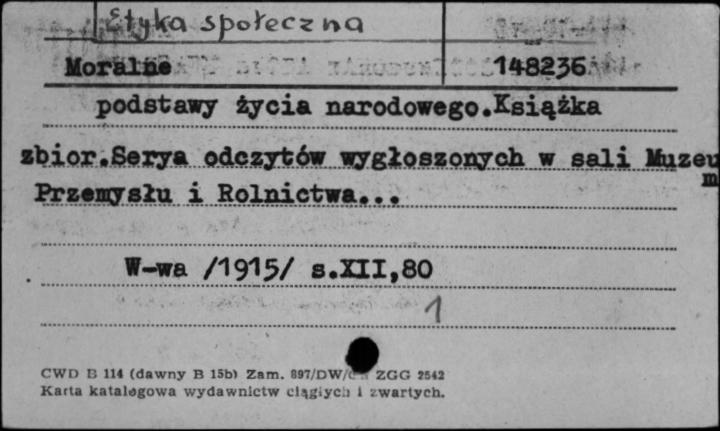 Etyka społeczna
Moralne 148236
podstawy życia narodowego.Książka
zbior.Serya odczytów wygłoszonych w sali Muzeum
Przemysłu i Rolnictwa...
W-wa /1915/ s.XII,80
1
CWD B 114 (dawny B 15b) Zam. 897/DW/ ZGG 2542
Karta katalogowa wydawnictw ciągłych i zwartych.